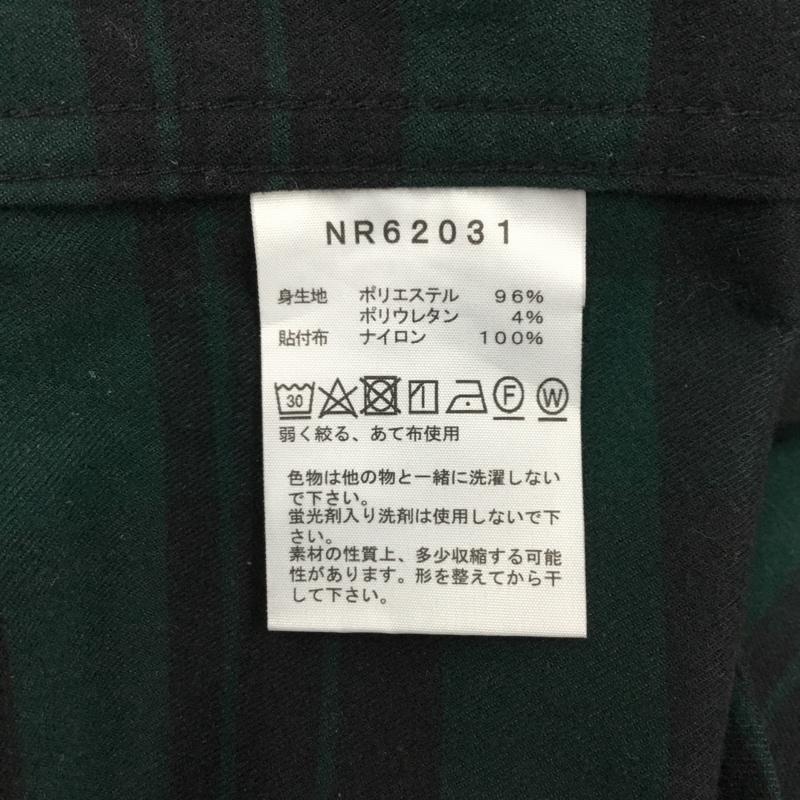 NR62031
身生地 ポリエステル 96%
ポリウレタン 4%
貼付布 ナイロン 100%
30 F W
弱く絞る、あて布使用
色物は他の物と一緒に洗濯しない
で下さい。
蛍光剤入り洗剤は使用しないで下
さい。
素材の性質上、多少収縮する可能
性があります。形を整えてから干
して下さい。